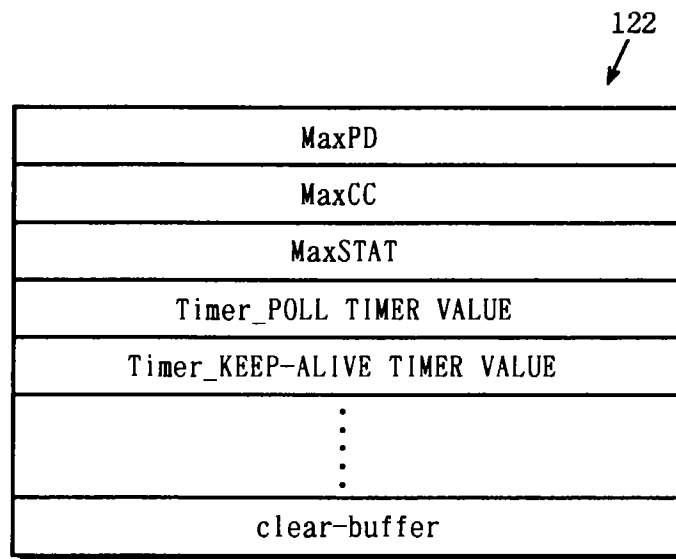 122
MaxPD
MaxCC
MaxSTAT
Timer_POLL TIMER VALUE
Timer_KEEP-ALIVE TIMER VALUE
clear-buffer